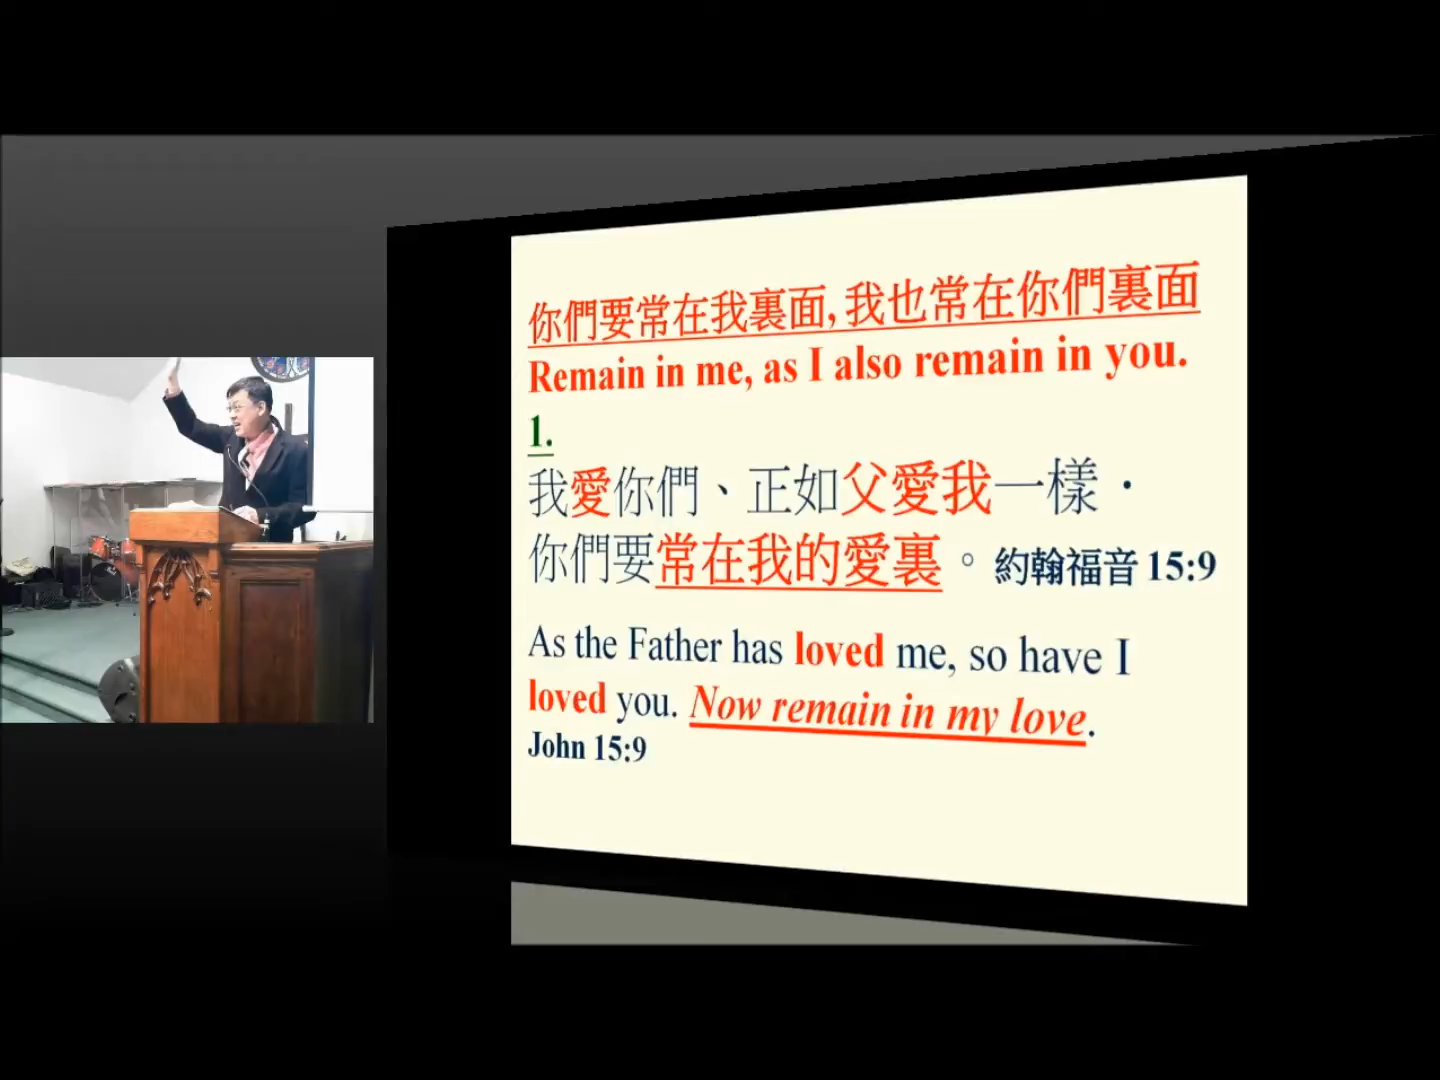 你們要常在我裏面, 我也常在你們裏面
Remain in me, as I also remain in you.
1.
我愛你們、正如父愛我一樣．
你們要常在我的愛裏。約翰福音 15:9
As the Father has loved me, so have I
loved you. Now remain in my love.
John 15:9